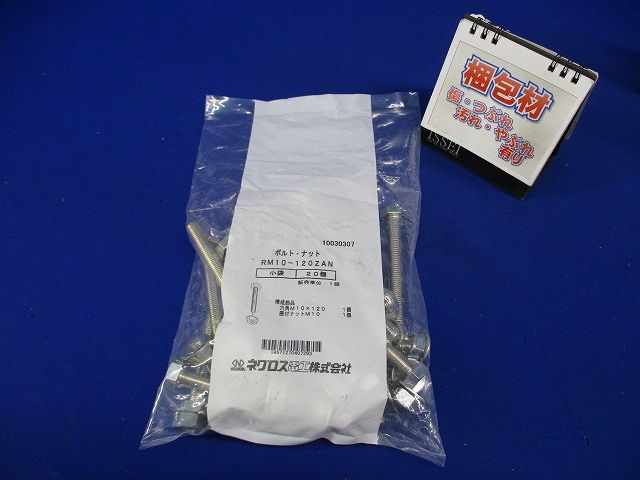 梱包材
傷・つぶれ
汚れ・やぶれ
有り
ISSEI
10030307
ボルト・ナット
RM10-120ZAN
小袋 20個
販売単位 1個
構成部品
六角M10×120 1個
座付ナットM10 1個
ネグロス電工株式会社